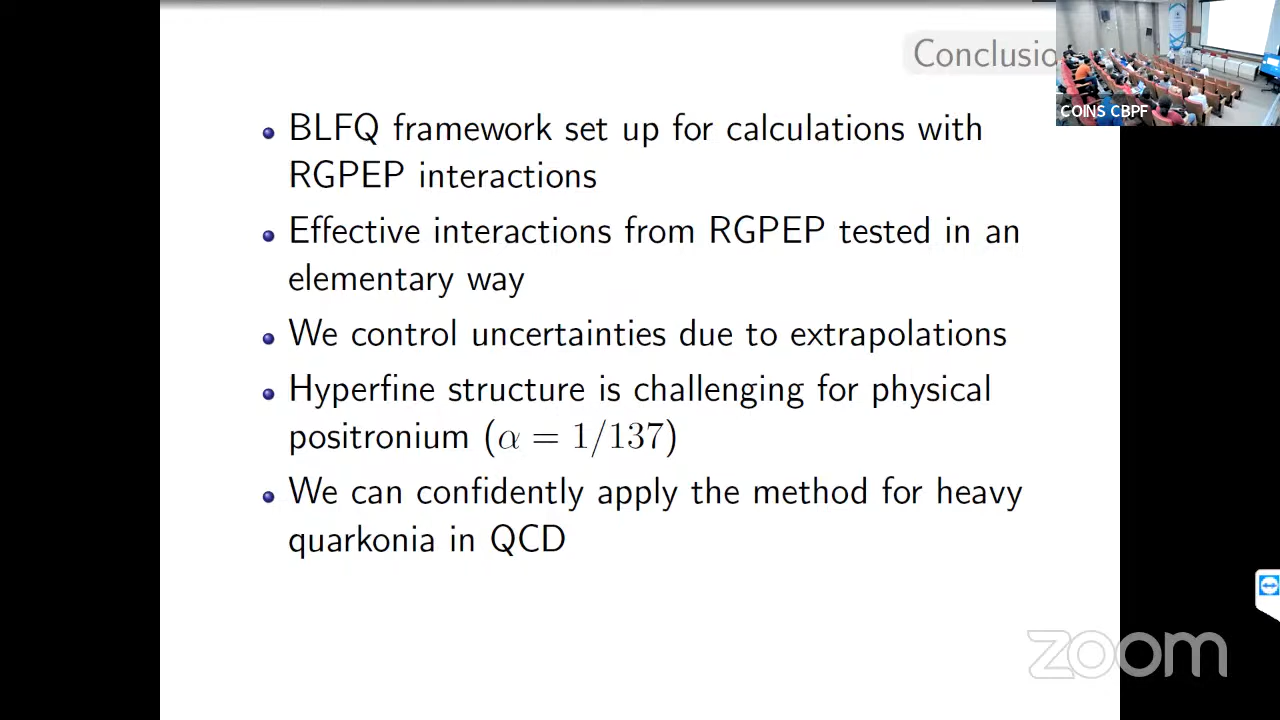 Conclusio
COINS CBPF
BLFQ framework set up for calculations with
RGPEP interactions
Effective interactions from RGPEP tested in an
elementary way
We control uncertainties due to extrapolations
Hyperfine structure is challenging for physical
positronium (α = 1/137)
We can confidently apply the method for heavy
quarkonia in QCD
zoom